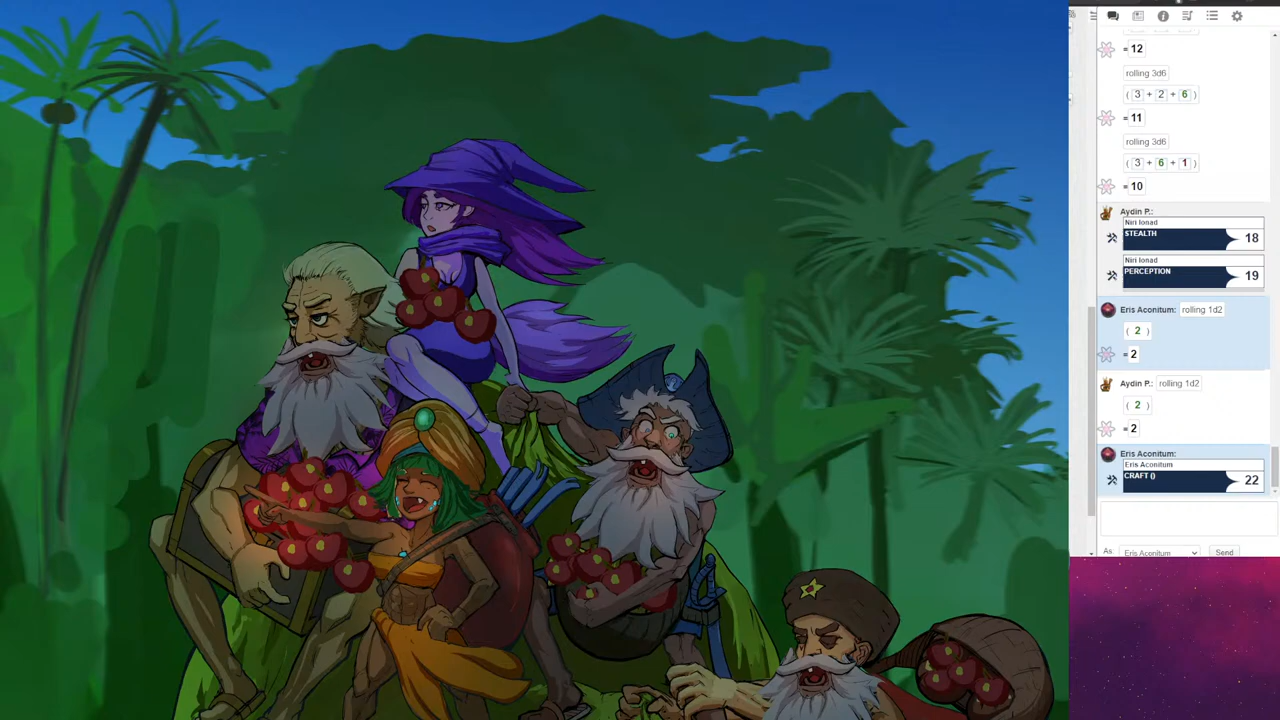 = 12
rolling 3d6
( 3 + 2 + 6 )
= 11
rolling 3d6
( 3 + 6 + 1 )
= 10
Aydin P.:
Niri Ionad
STEALTH 18
Niri Ionad
PERCEPTION 19
Eris Aconitum: rolling 1d2
( 2 )
= 2
Aydin P.: rolling 1d2
( 2 )
= 2
Eris Aconitum:
Eris Aconitum
CRAFT () 22
As: Eris Aconitum Send